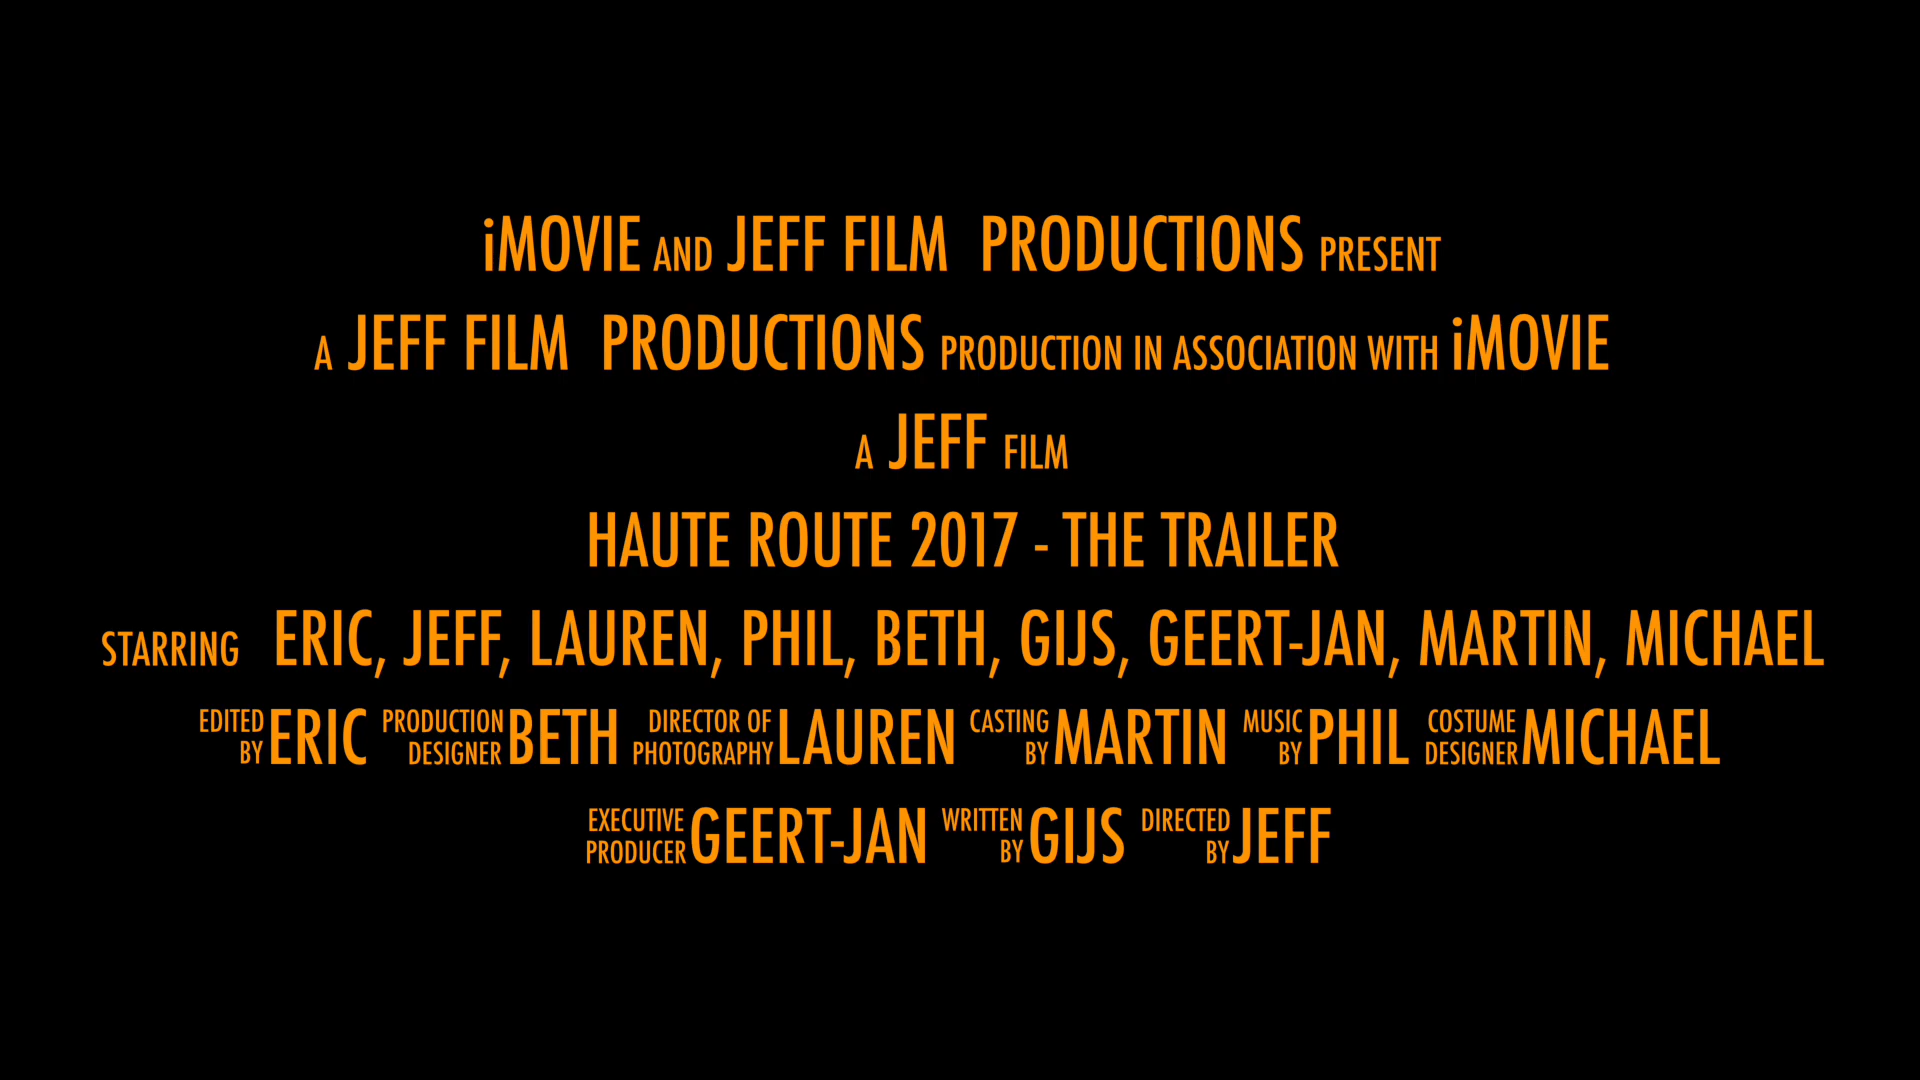 iMOVIE AND JEFF FILM PRODUCTIONS PRESENT
A JEFF FILM PRODUCTIONS PRODUCTION IN ASSOCIATION WITH iMOVIE
A JEFF FILM
HAUTE ROUTE 2017 - THE TRAILER
STARRING ERIC, JEFF, LAUREN, PHIL, BETH, GIJS, GEERT-JAN, MARTIN, MICHAEL
EDITED BY ERIC PRODUCTION DESIGNER BETH DIRECTOR OF PHOTOGRAPHY LAUREN CASTING BY MARTIN MUSIC BY PHIL COSTUME DESIGNER MICHAEL
EXECUTIVE PRODUCER GEERT-JAN WRITTEN BY GIJS DIRECTED BY JEFF